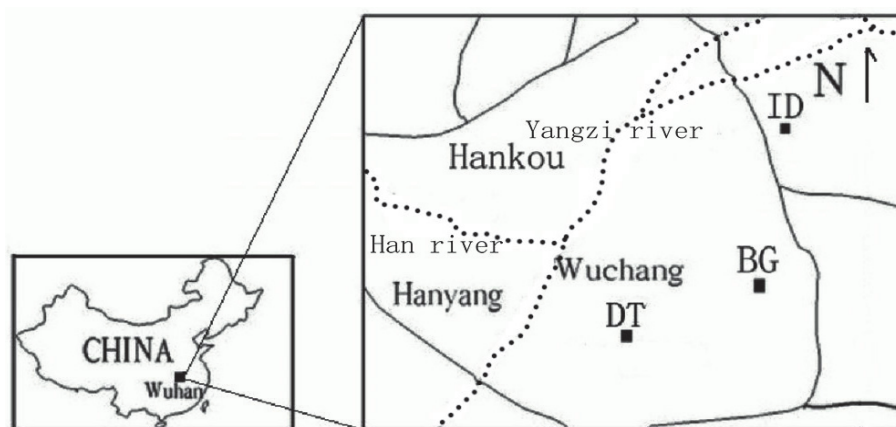 N
ID
Yangzi river
Hankou
Han river
Wuchang
BG
Hanyang
DT
CHINA
Wuhan